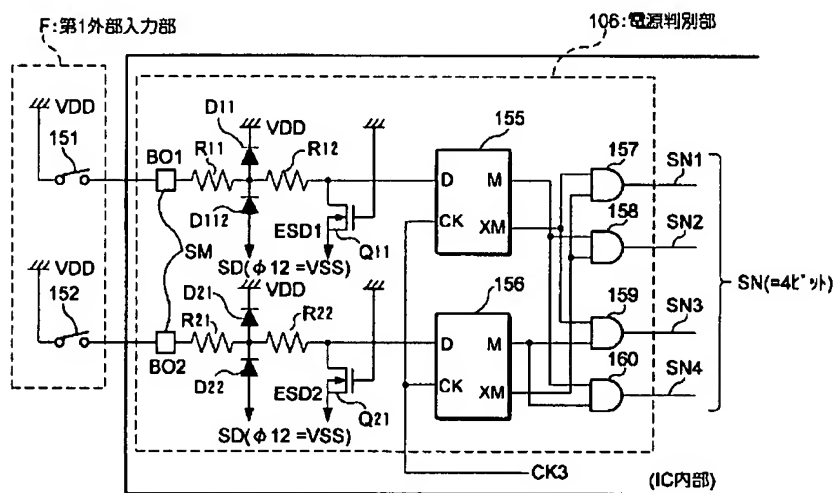 F:第1外部入力部
106:電源判別部
VDD
151
BO1
R11
D11
VDD
R12
D112
SM
ESD1
Q11
SD(φ12=VSS)
155
D
M
CK
XM
157
SN1
158
SN2
VDD
152
BO2
R21
D21
VDD
R22
D22
ESD2
Q21
SD(φ12=VSS)
156
D
M
CK
XM
159
SN3
160
SN4
SN(=4ビット)
CK3
(IC内部)